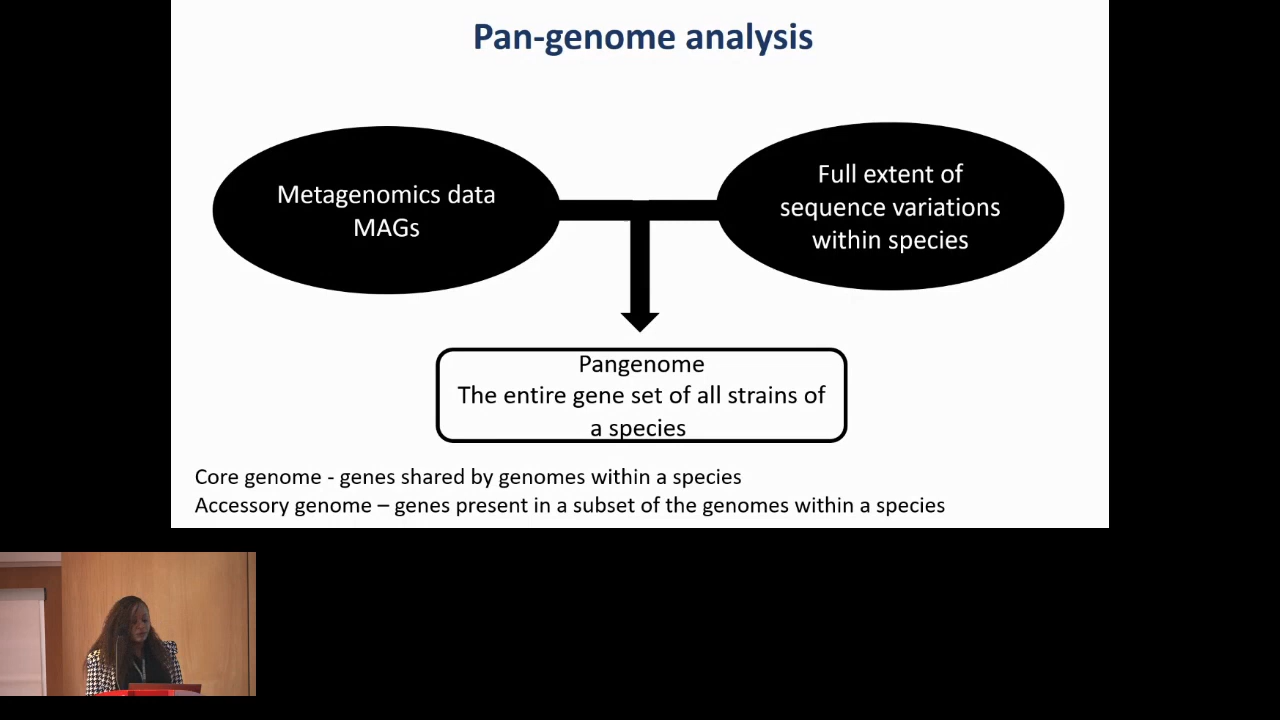 Pan-genome analysis
Metagenomics data
MAGs
Full extent of
sequence variations
within species
Pangenome
The entire gene set of all strains of
a species
Core genome - genes shared by genomes within a species
Accessory genome – genes present in a subset of the genomes within a species